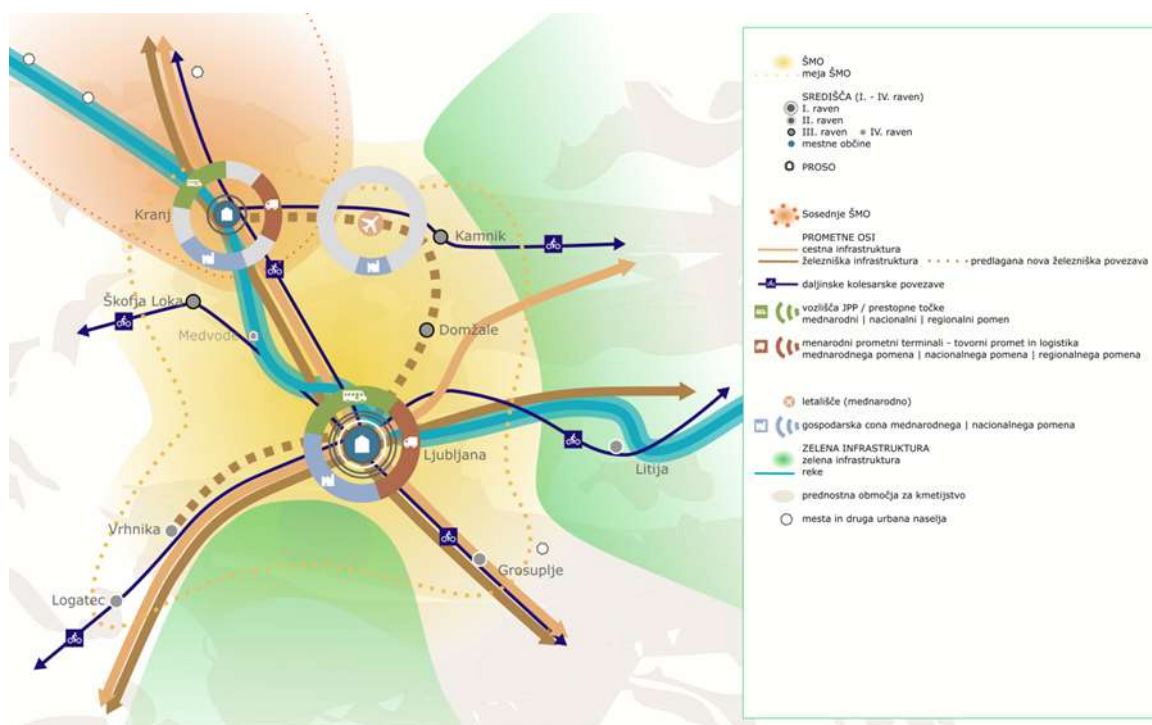 Kranj
Kamnik
Škofja Loka
Medvode
Domžale
Ljubljana
Litija
Vrhnika
Grosuplje
Logatec
ŠMO
meja ŠMO
SREDIŠČA (I. - IV. raven)
I. raven
II. raven
III. raven IV. raven
mestne občine
PROSO
Sosednje ŠMO
PROMETNE OSI
cestna infrastruktura
železniška infrastruktura predlagana nova železniška povezava
daljinske kolesarske povezave
vozlišča JPP / prestopne točke
mednarodni | nacionalni | regionalni pomen
menarodni prometni terminali - tovorni promet in logistika
mednarodnega pomena | nacionalnega pomena | regionalnega pomena
letališče (mednarodno)
gospodarska cona mednarodnega | nacionalnega pomena
ZELENA INFRASTRUKTURA
zelena infrastruktura
reke
prednostna območja za kmetijstvo
mesta in druga urbana naselja